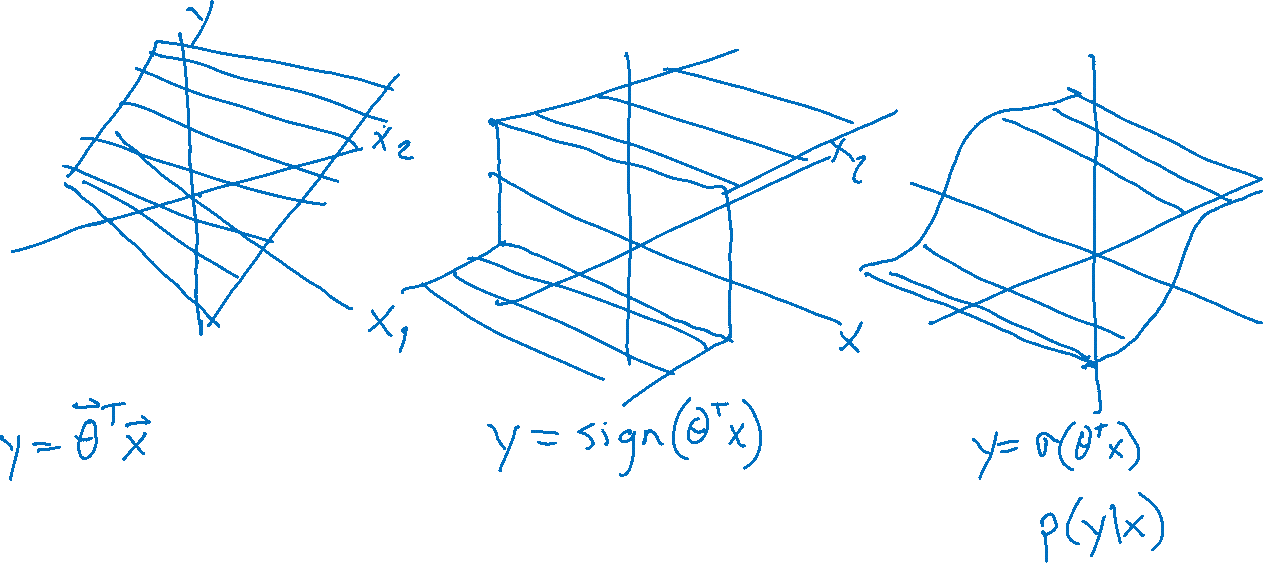 y
x₂
x₁
x₂
x
y = θ⃗ᵀx⃗
y = sign(θᵀx)
y = σ(θᵀx)
p(y|x)